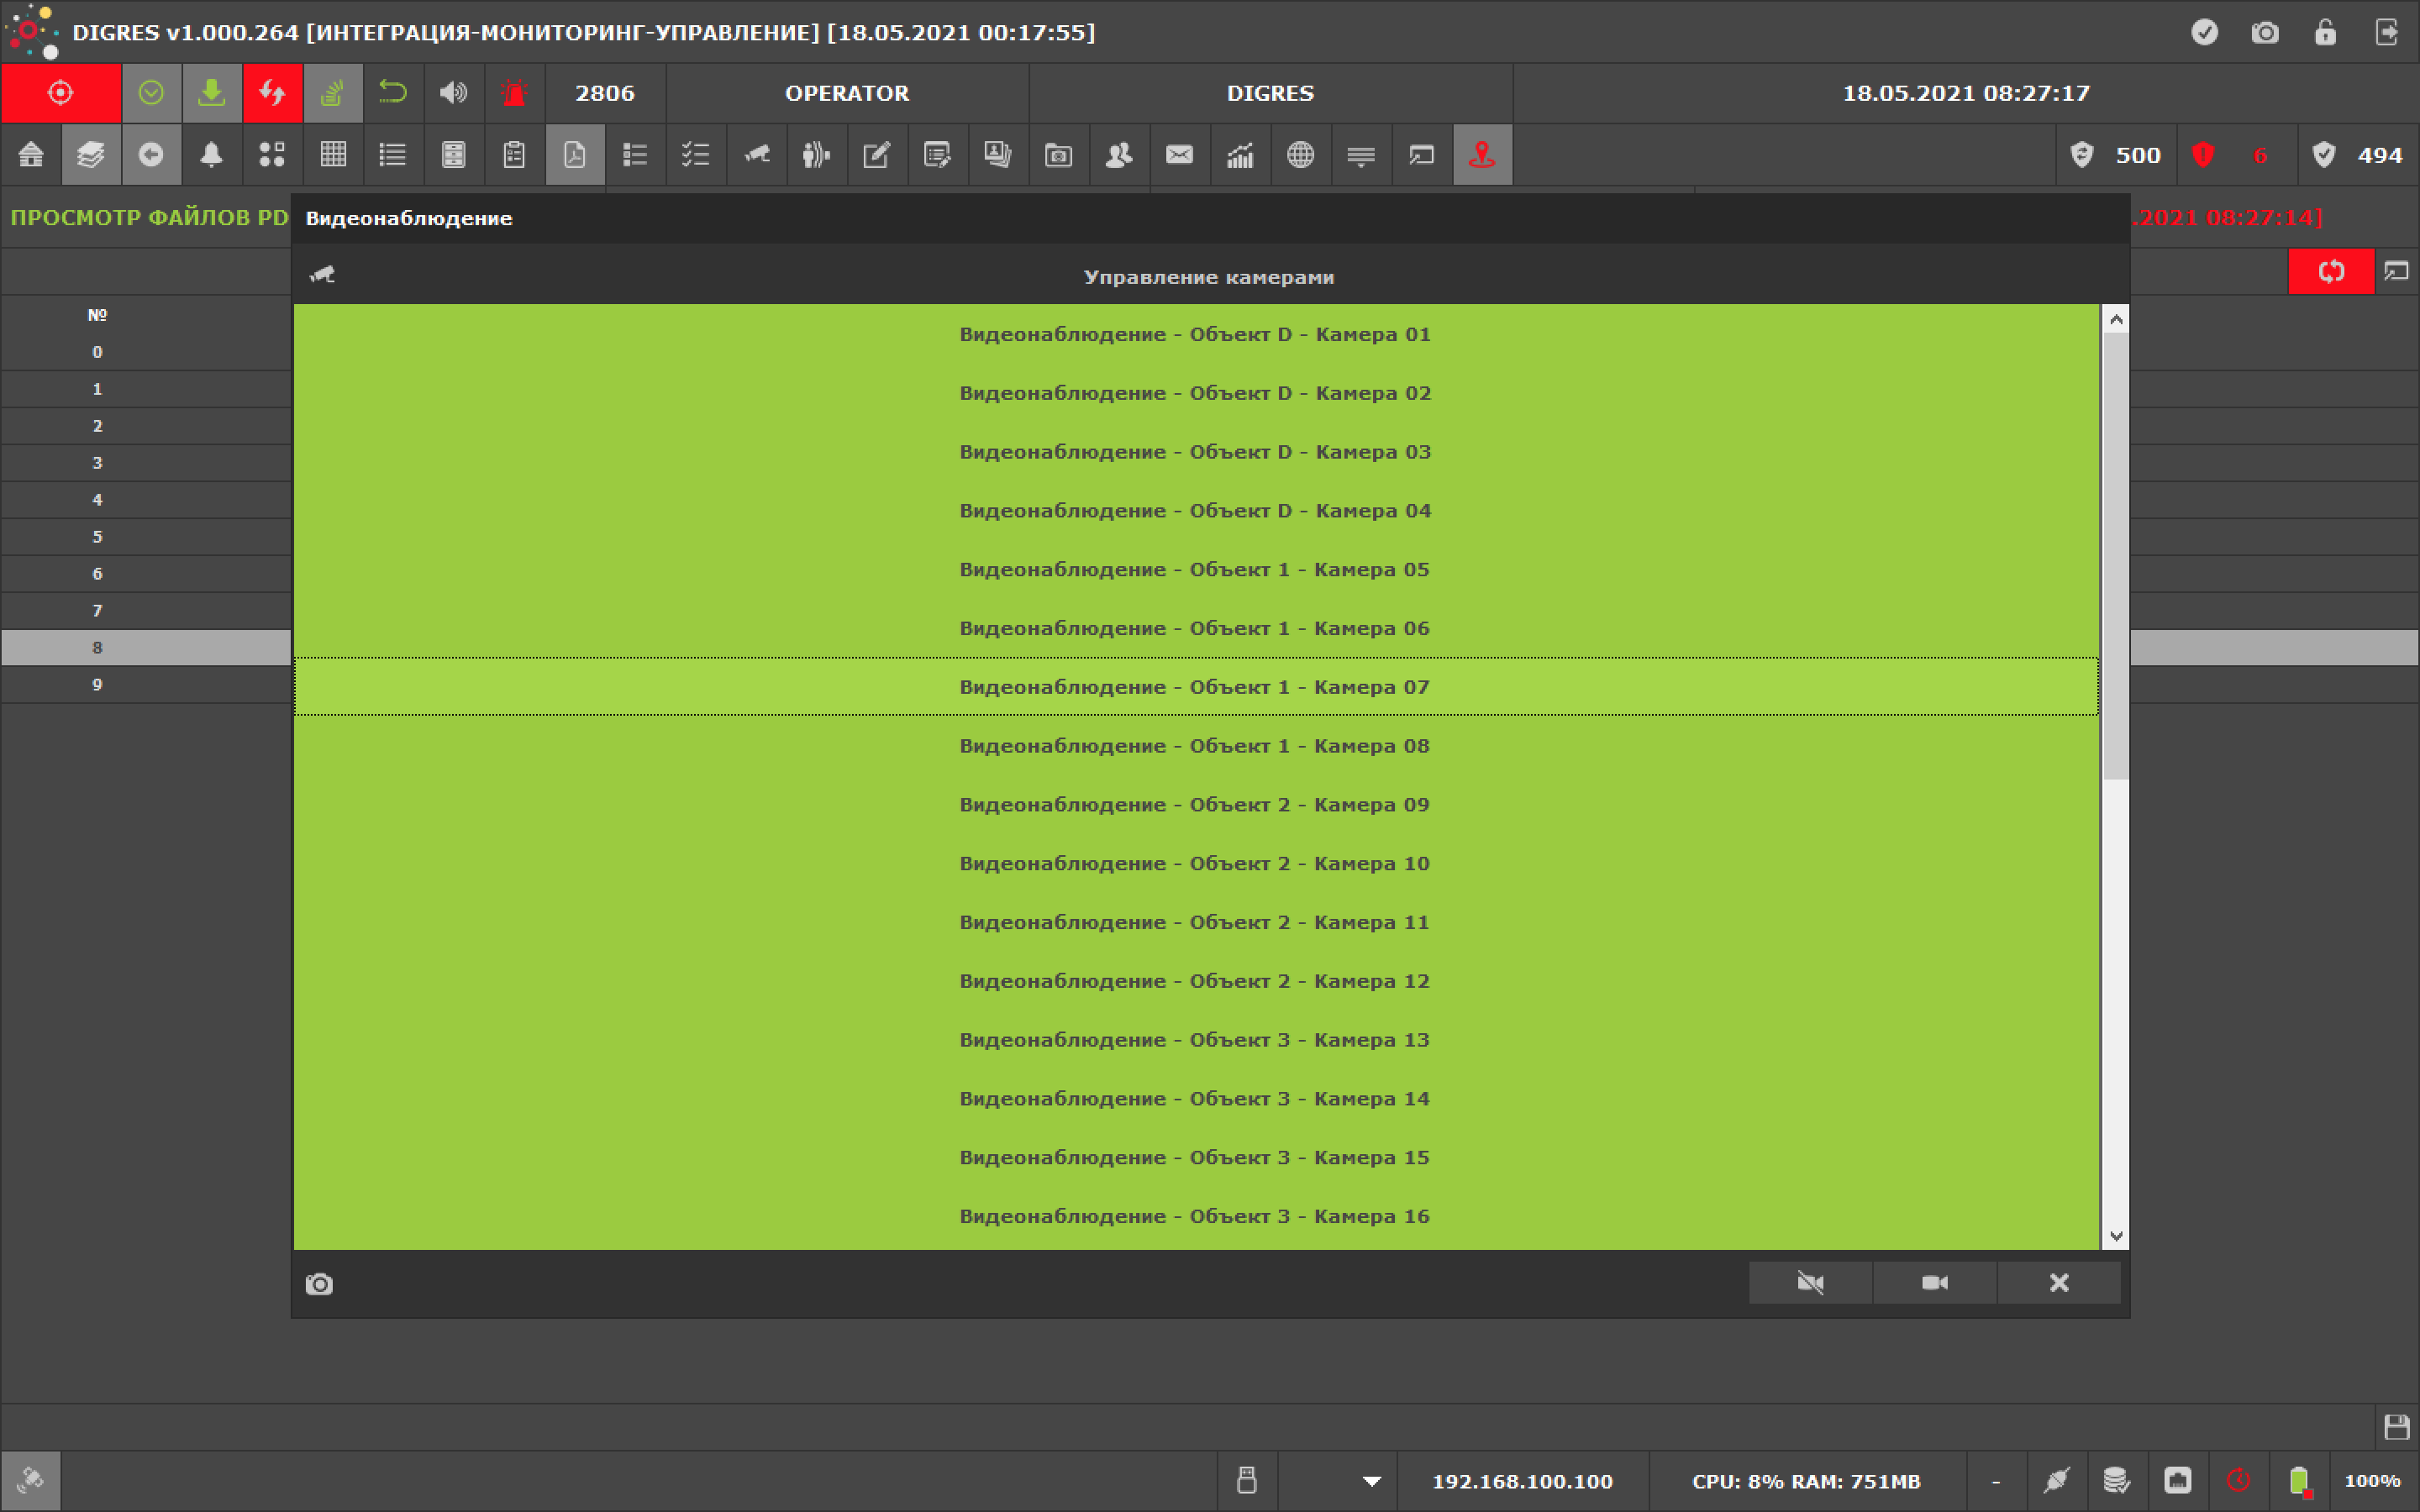 DIGRES v1.000.264 [ИНТЕГРАЦИЯ-МОНИТОРИНГ-УПРАВЛЕНИЕ] [18.05.2021 00:17:55]
2806 OPERATOR DIGRES 18.05.2021 08:27:17
500 6 494
ПРОСМОТР ФАЙЛОВ PD
.2021 08:27:14]
Видеонаблюдение
Управление камерами
№
0
1
2
3
4
5
6
7
8
9
Видеонаблюдение - Объект D - Камера 01
Видеонаблюдение - Объект D - Камера 02
Видеонаблюдение - Объект D - Камера 03
Видеонаблюдение - Объект D - Камера 04
Видеонаблюдение - Объект 1 - Камера 05
Видеонаблюдение - Объект 1 - Камера 06
Видеонаблюдение - Объект 1 - Камера 07
Видеонаблюдение - Объект 1 - Камера 08
Видеонаблюдение - Объект 2 - Камера 09
Видеонаблюдение - Объект 2 - Камера 10
Видеонаблюдение - Объект 2 - Камера 11
Видеонаблюдение - Объект 2 - Камера 12
Видеонаблюдение - Объект 3 - Камера 13
Видеонаблюдение - Объект 3 - Камера 14
Видеонаблюдение - Объект 3 - Камера 15
Видеонаблюдение - Объект 3 - Камера 16
192.168.100.100 CPU: 8% RAM: 751MB - 100%